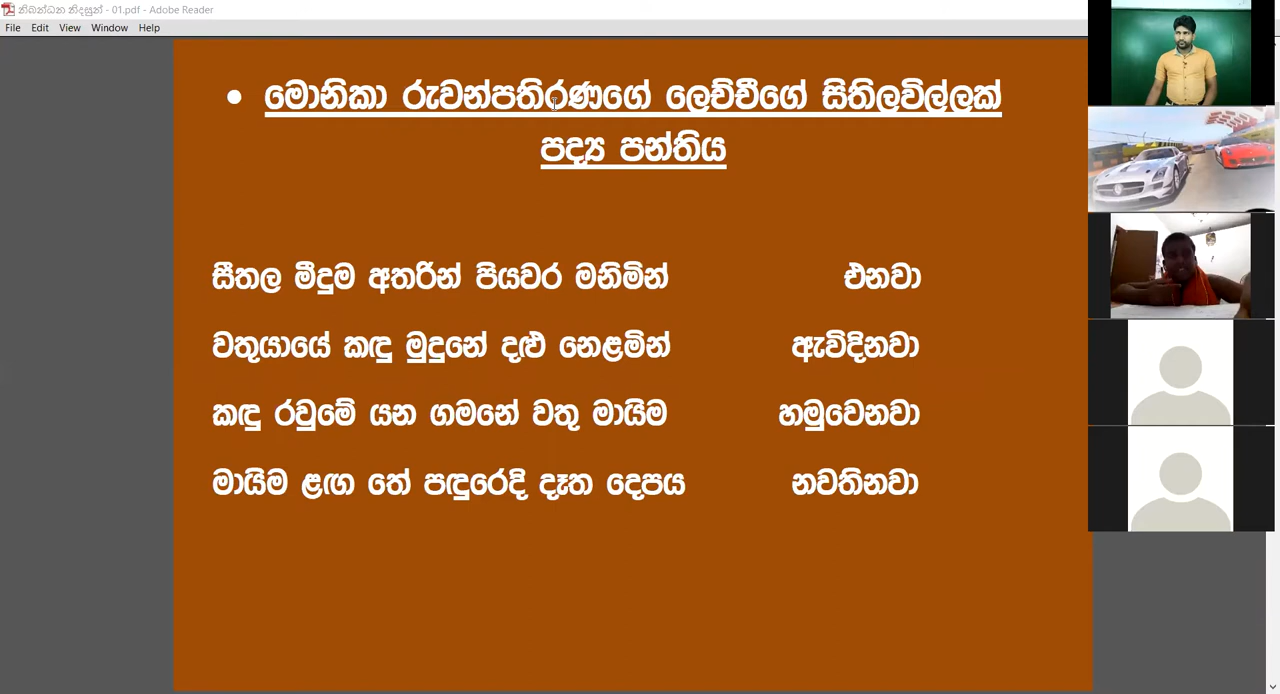 නිබන්ධන නිදසුන් - 01.pdf - Adobe Reader
File Edit View Window Help
• මොනිකා රුවන්පතිරණගේ ලෙච්චීගේ සිතිලවිල්ලක්
පද්‍ය පන්තිය
සීතල මීදුම අතරින් පියවර මනිමින් එනවා
වතුයායේ කඳු මුදුනේ දළු නෙළමින් ඇවිදිනවා
කඳු රවුමේ යන ගමනේ වතු මායිම හමුවෙනවා
මායිම ළඟ තේ පඳුරෙදි දෑත දෙපය නවතිනවා